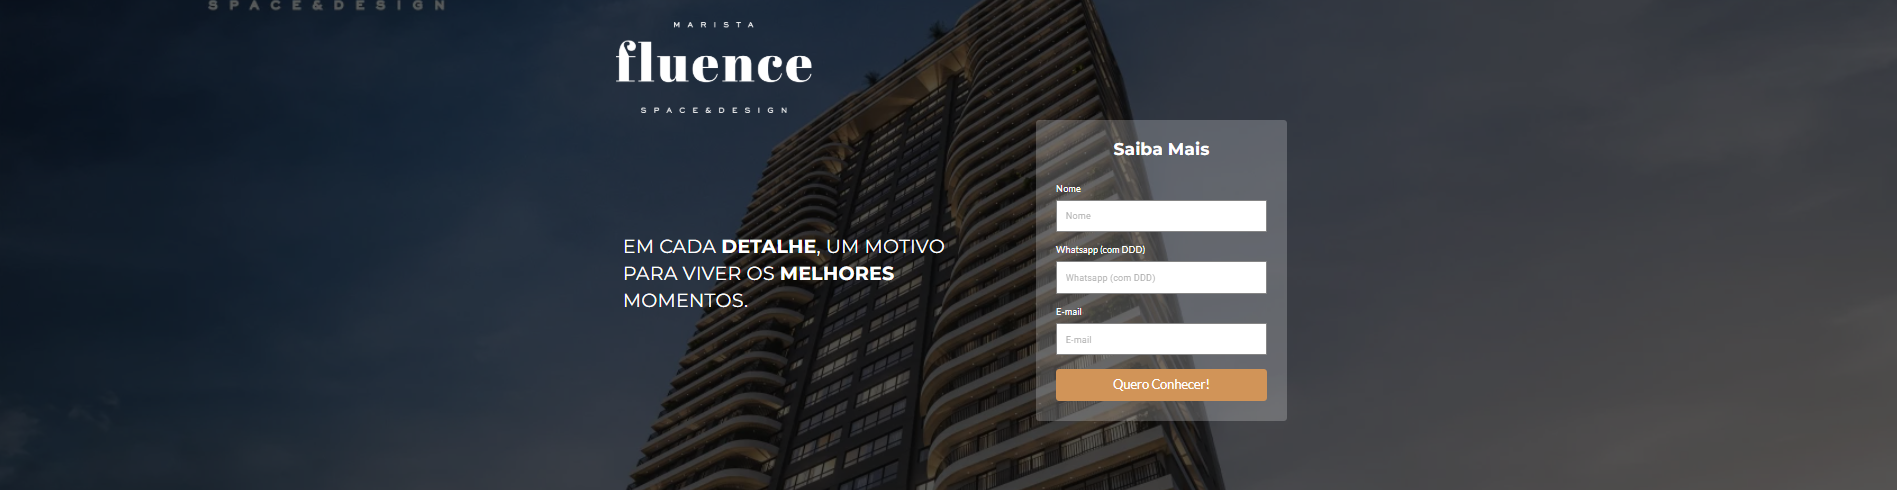 SPACE&DESIGN
MARISTA
fluence
SPACE&DESIGN
EM CADA DETALHE, UM MOTIVO
PARA VIVER OS MELHORES
MOMENTOS.
Saiba Mais
Nome
Nome
Whatsapp (com DDD)
Whatsapp (com DDD)
E-mail
E-mail
Quero Conhecer!